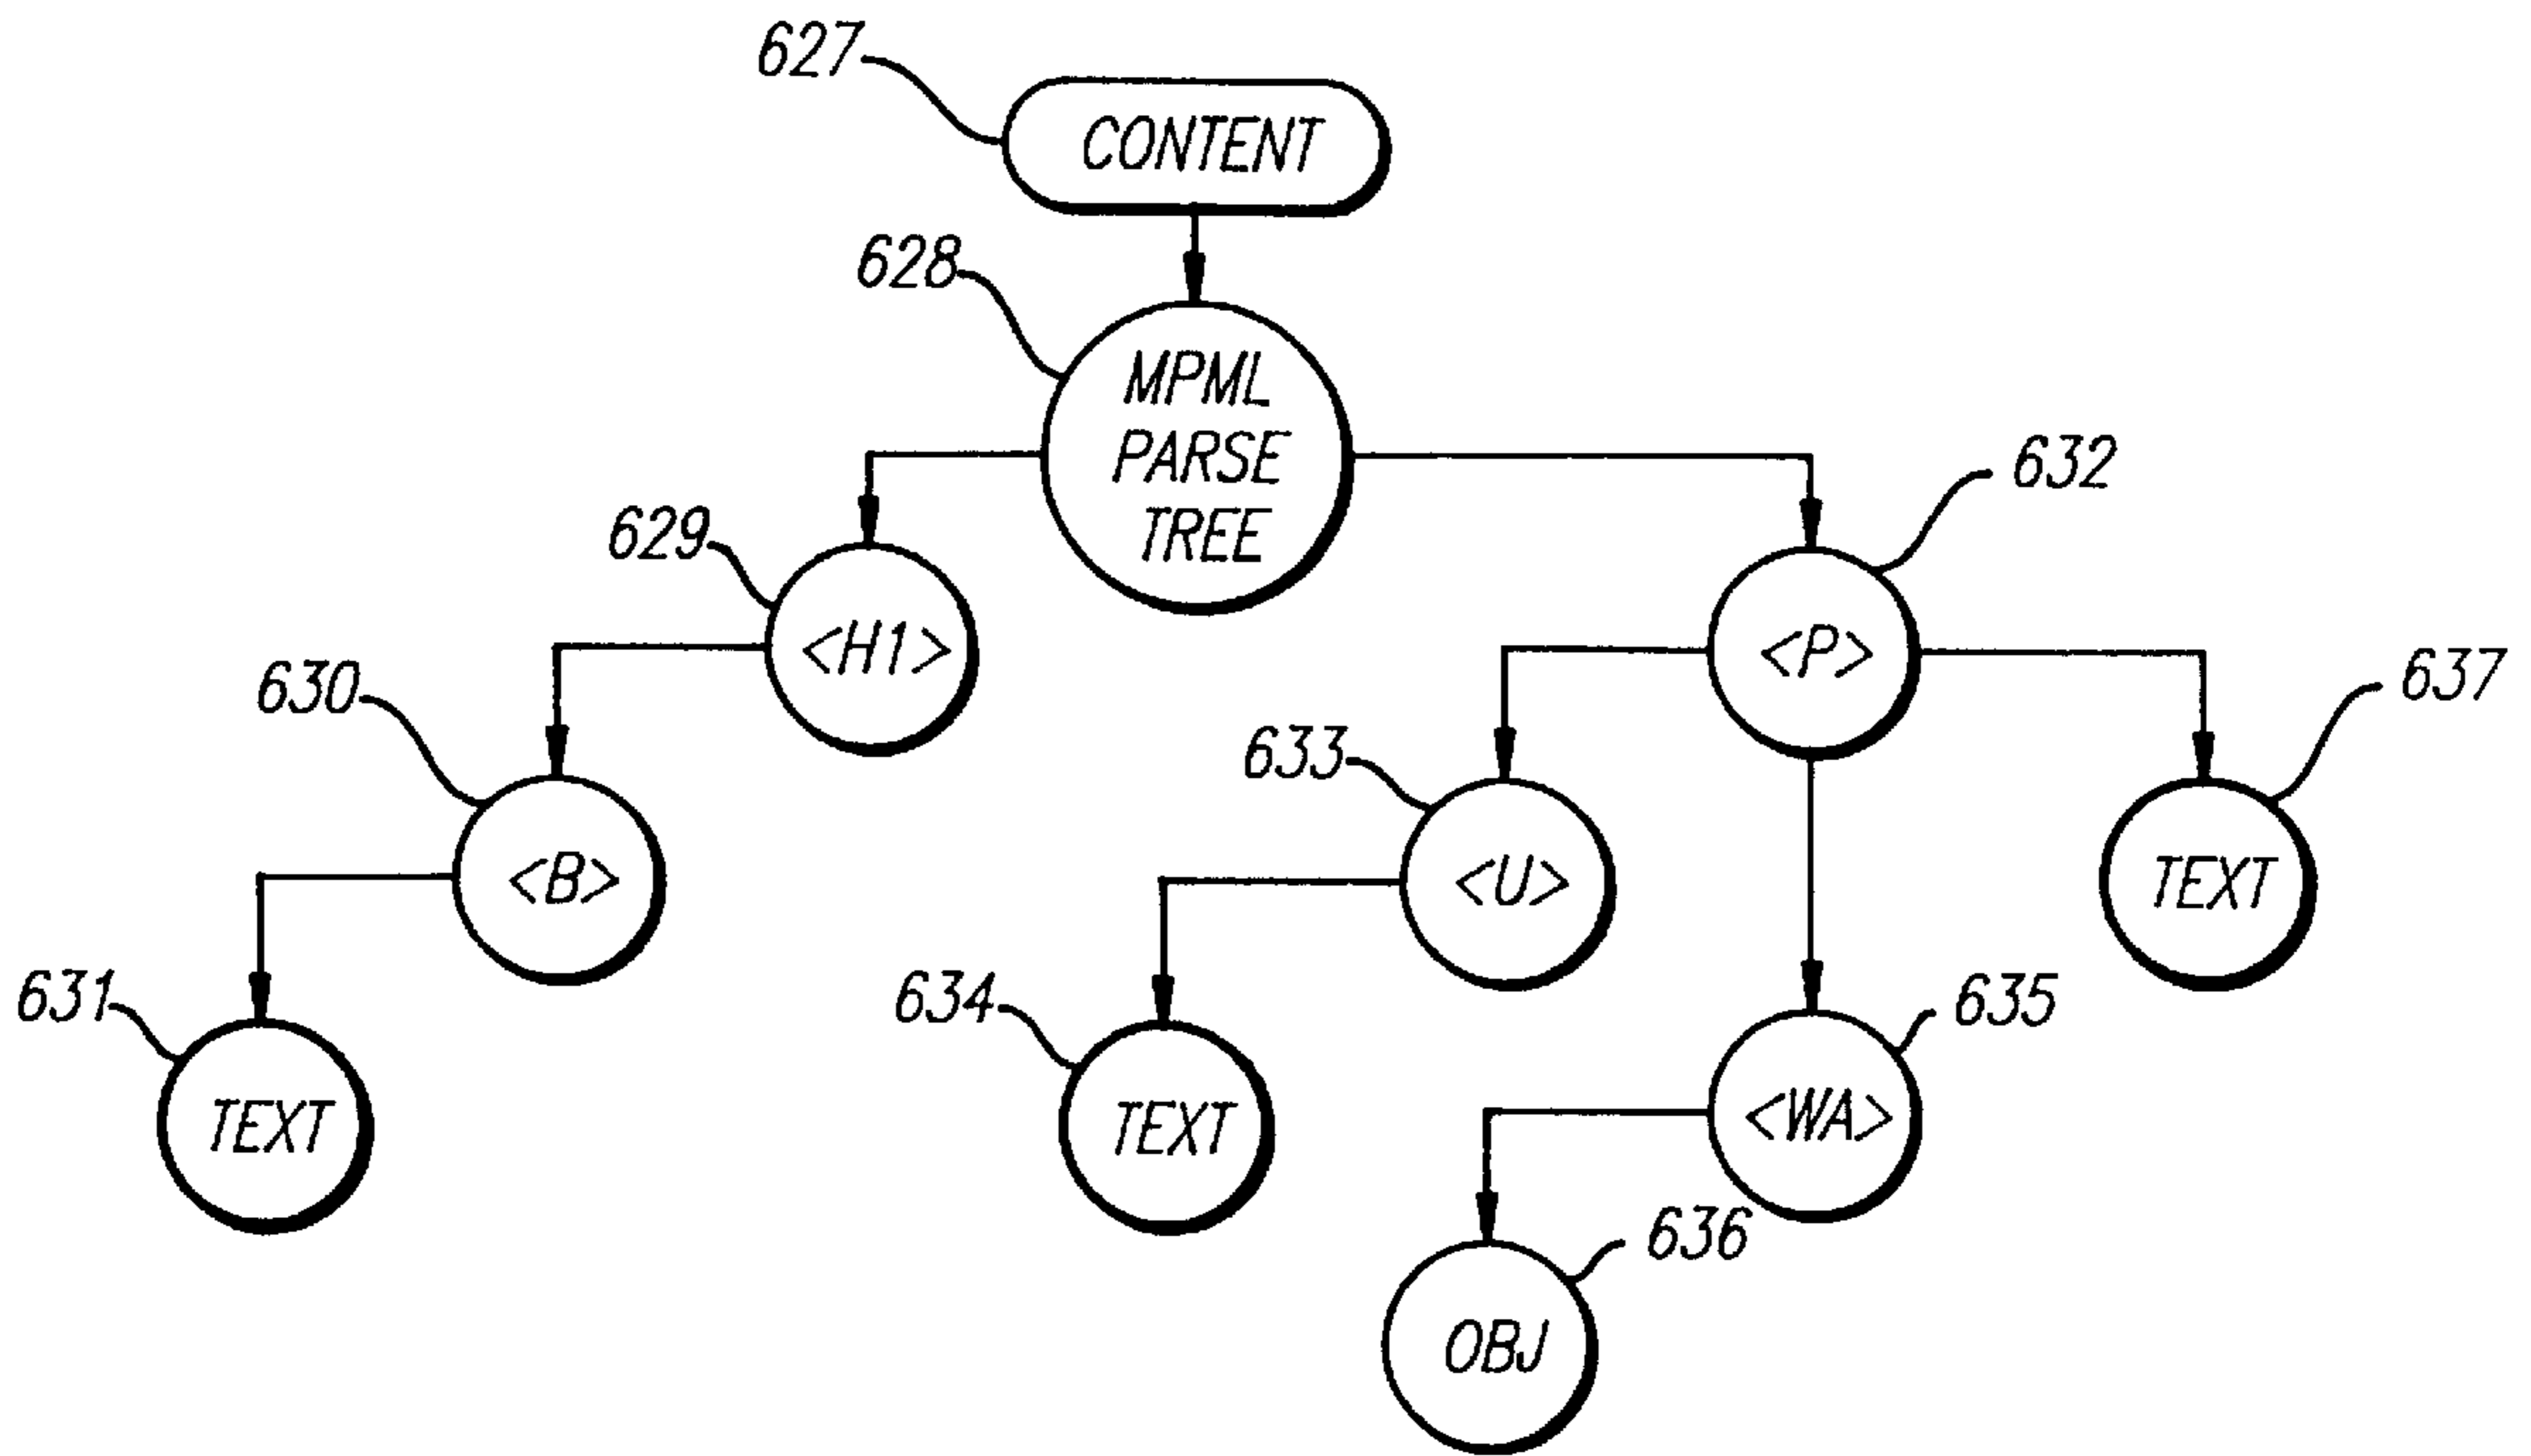 627
CONTENT
628
MPML
PARSE
TREE
632
629
<H1>
<P>
630
637
633
<B>
<U>
TEXT
631
634
635
TEXT
TEXT
<WA>
636
OBJ